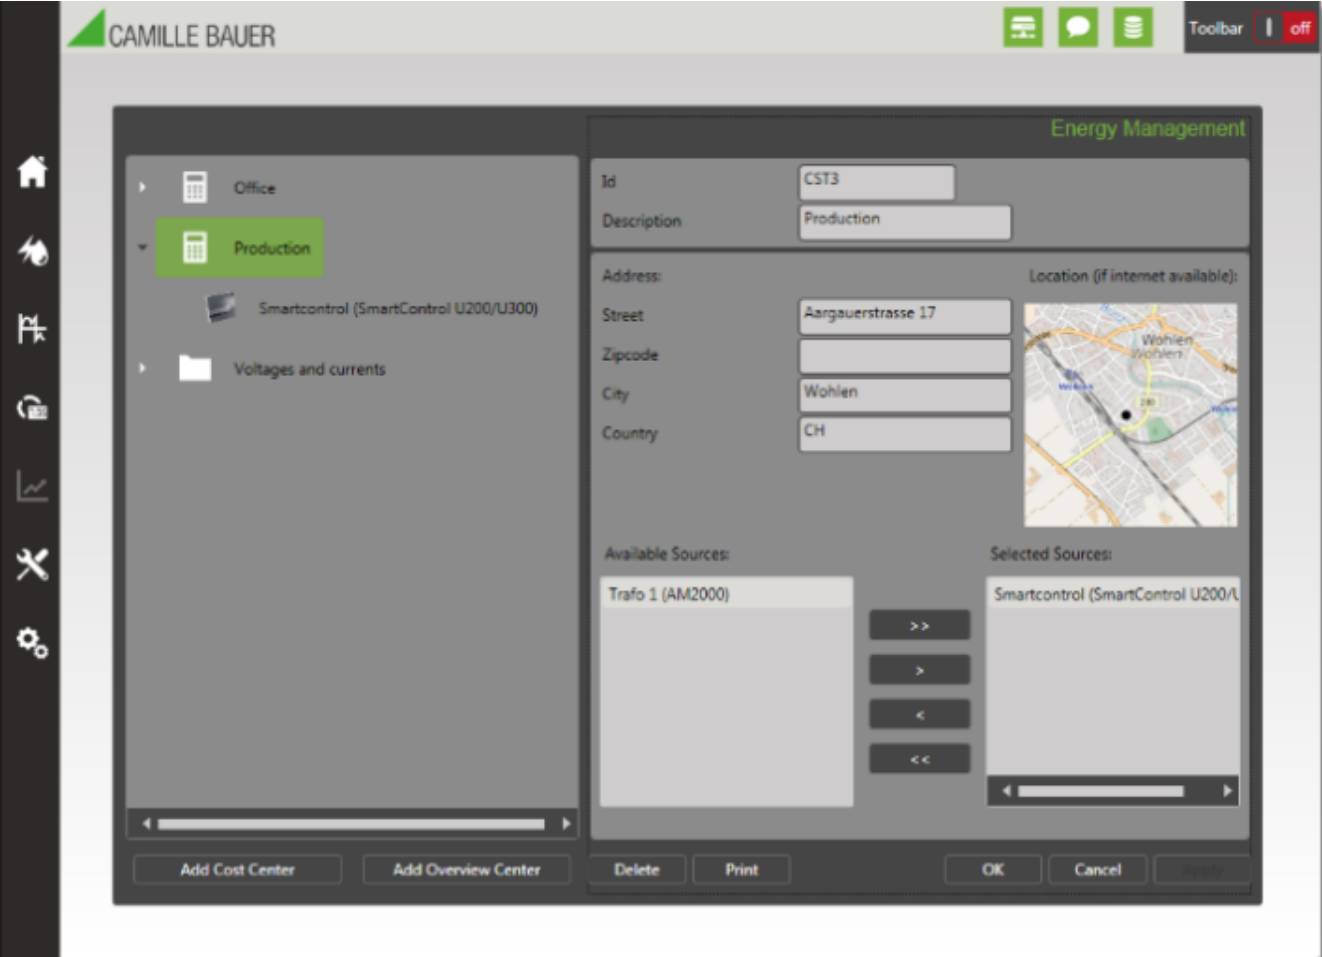 CAMILLE BAUER
Toolbar off
Energy Management
Office
Production
Smartcontrol (SmartControl U200/U300)
Voltages and currents
Id CST3
Description Production
Address: Location (if internet available):
Street Aargauerstrasse 17
Zipcode
City Wohlen
Country CH
Wohlen
Wohlen
Available Sources: Selected Sources:
Trafo 1 (AM2000) Smartcontrol (SmartControl U200/U
>>
>
<
<<
Add Cost Center Add Overview Center Delete Print OK Cancel Apply